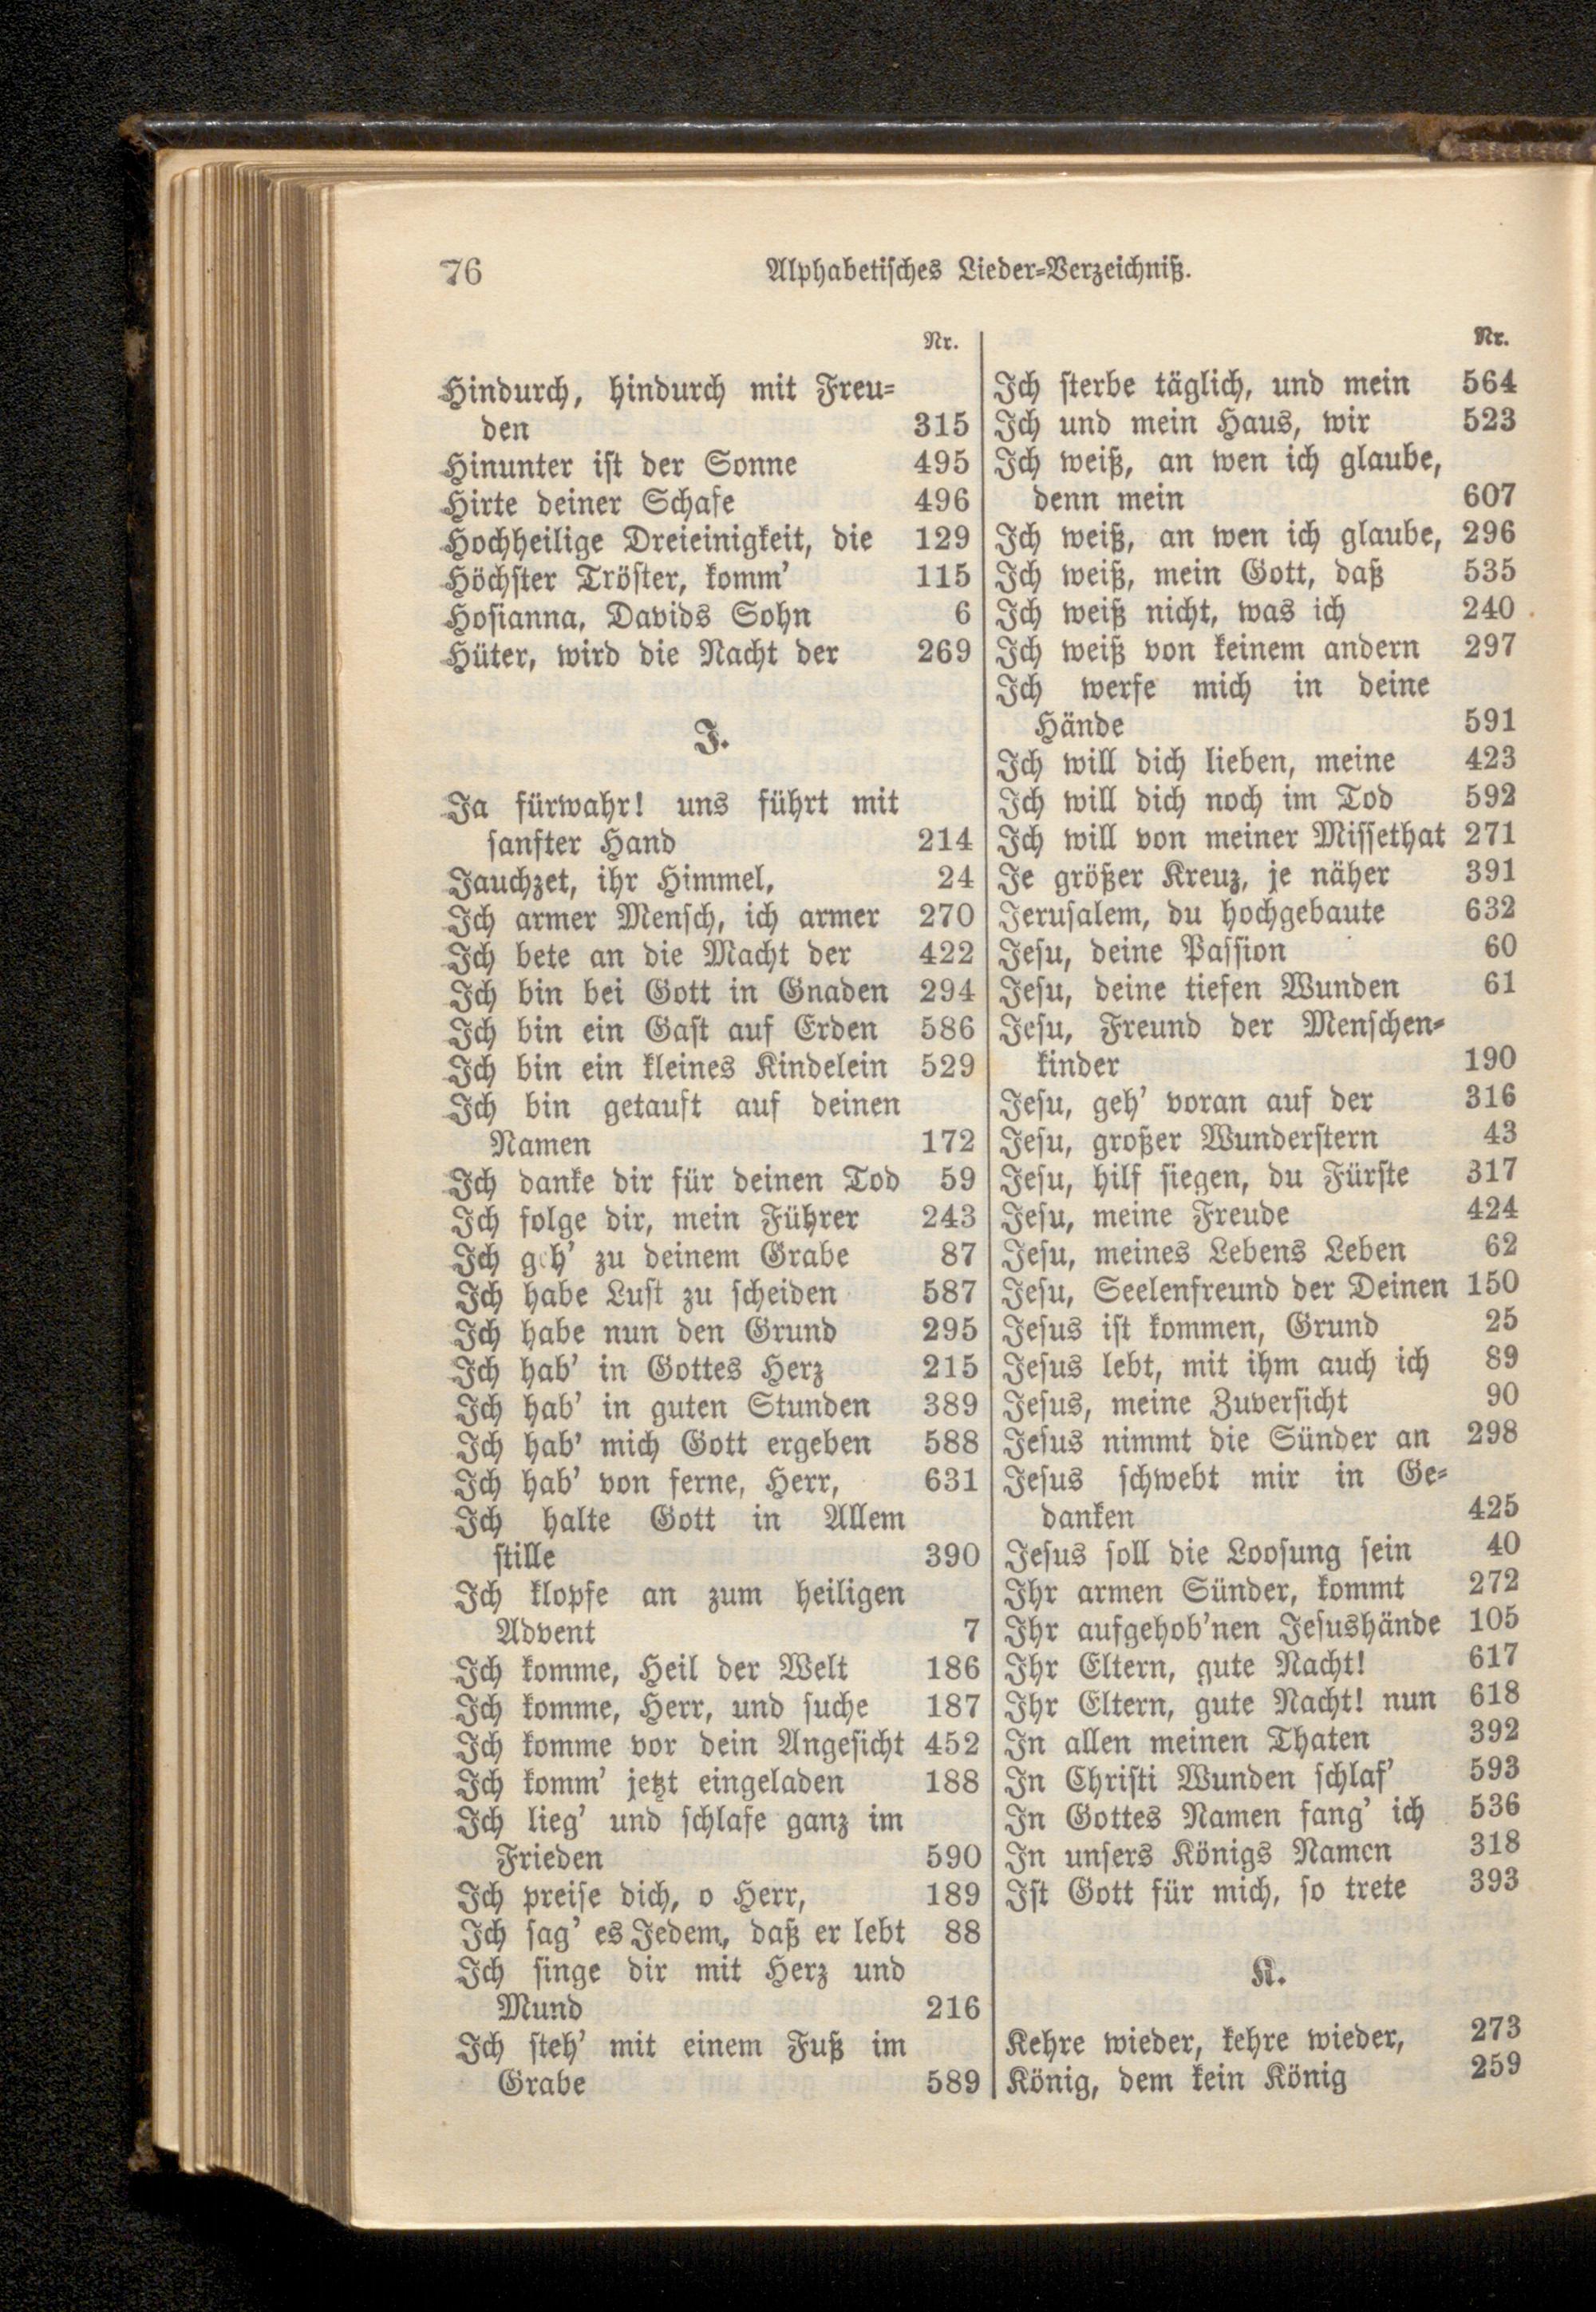 76
Alphabetisches Lieder-Verzeichniß.
Nr.
Hindurch, hindurch mit Freu-
den 315
Hinunter ist der Sonne 495
Hirte deiner Schafe 496
Hochheilige Dreieinigkeit, die 129
Höchster Tröster, komm' 115
Hosianna, Davids Sohn 6
Hüter, wird die Nacht der 269
J.
Ja fürwahr! uns führt mit
sanfter Hand 214
Jauchzet, ihr Himmel, 24
Ich armer Mensch, ich armer 270
Ich bete an die Macht der 422
Ich bin bei Gott in Gnaden 294
Ich bin ein Gast auf Erden 586
Ich bin ein kleines Kindelein 529
Ich bin getauft auf deinen
Namen 172
Ich danke dir für deinen Tod 59
Ich folge dir, mein Führer 243
Ich geh' zu deinem Grabe 87
Ich habe Lust zu scheiden 587
Ich habe nun den Grund 295
Ich hab' in Gottes Herz 215
Ich hab' in guten Stunden 389
Ich hab' mich Gott ergeben 588
Ich hab' von ferne, Herr, 631
Ich halte Gott in Allem
stille 390
Ich klopfe an zum heiligen
Advent 7
Ich komme, Heil der Welt 186
Ich komme, Herr, und suche 187
Ich komme vor dein Angesicht 452
Ich komm' jetzt eingeladen 188
Ich lieg' und schlafe ganz im
Frieden 590
Ich preise dich, o Herr, 189
Ich sag' es Jedem, daß er lebt 88
Ich singe dir mit Herz und
Mund 216
Ich steh' mit einem Fuß im
Grabe 589
Nr.
Ich sterbe täglich, und mein 564
Ich und mein Haus, wir 523
Ich weiß, an wen ich glaube,
denn mein 607
Ich weiß, an wen ich glaube, 296
Ich weiß, mein Gott, daß 535
Ich weiß nicht, was ich 240
Ich weiß von keinem andern 297
Ich werfe mich in deine
Hände 591
Ich will dich lieben, meine 423
Ich will dich noch im Tod 592
Ich will von meiner Missethat 271
Je größer Kreuz, je näher 391
Jerusalem, du hochgebaute 632
Jesu, deine Passion 60
Jesu, deine tiefen Wunden 61
Jesu, Freund der Menschen-
kinder 190
Jesu, geh' voran auf der 316
Jesu, großer Wunderstern 43
Jesu, hilf siegen, du Fürste 317
Jesu, meine Freude 424
Jesu, meines Lebens Leben 62
Jesu, Seelenfreund der Deinen 150
Jesus ist kommen, Grund 25
Jesus lebt, mit ihm auch ich 89
Jesus, meine Zuversicht 90
Jesus nimmt die Sünder an 298
Jesus schwebt mir in Ge-
danken 425
Jesus soll die Loosung sein 40
Ihr armen Sünder, kommt 272
Ihr aufgehob'nen Jesushände 105
Ihr Eltern, gute Nacht! 617
Ihr Eltern, gute Nacht! nun 618
In allen meinen Thaten 392
In Christi Wunden schlaf' 593
In Gottes Namen fang' ich 536
In unsers Königs Namen 318
Ist Gott für mich, so trete 393
K.
Kehre wieder, kehre wieder, 273
König, dem kein König 259